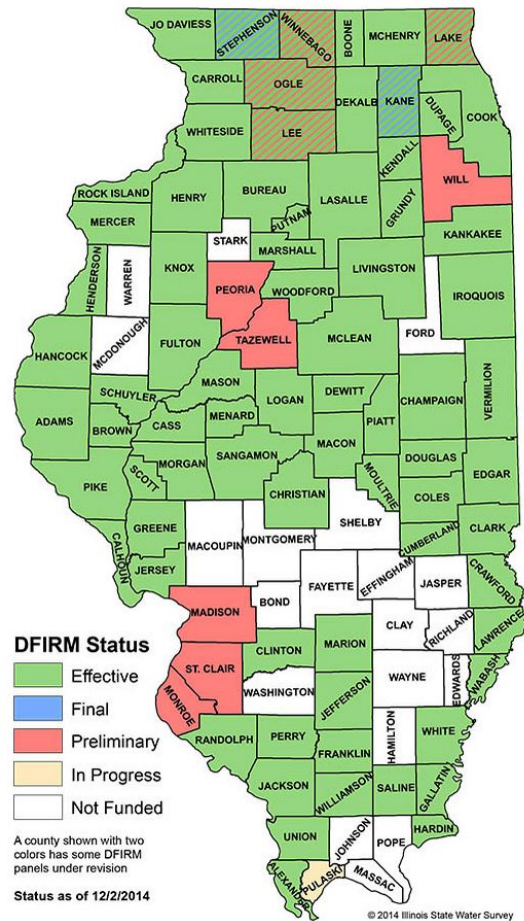 JO DAVIESS
STEPHENSON
WINNEBAGO
BOONE
MCHENRY
LAKE
CARROLL
OGLE
DEKALB
KANE
COOK
DUPAGE
WHITESIDE
LEE
KENDALL
WILL
ROCK ISLAND
HENRY
BUREAU
LASALLE
GRUNDY
PUTNAM
MERCER
STARK
MARSHALL
KANKAKEE
HENDERSON
WARREN
KNOX
PEORIA
WOODFORD
LIVINGSTON
IROQUOIS
FORD
TAZEWELL
MCLEAN
MCDONOUGH
FULTON
HANCOCK
MASON
LOGAN
DEWITT
SCHUYLER
CHAMPAIGN
VERMILION
ADAMS
BROWN
CASS
MENARD
PIATT
MACON
SANGAMON
MORGAN
DOUGLAS
EDGAR
PIKE
SCOTT
CHRISTIAN
MOULTRIE
COLES
GREENE
SHELBY
CUMBERLAND
CLARK
MACOUPIN
MONTGOMERY
CALHOUN
JERSEY
FAYETTE
EFFINGHAM
JASPER
CRAWFORD
MADISON
BOND
CLAY
RICHLAND
LAWRENCE
CLINTON
MARION
ST. CLAIR
WAYNE
EDWARDS
WABASH
WASHINGTON
JEFFERSON
MONROE
RANDOLPH
PERRY
HAMILTON
WHITE
FRANKLIN
JACKSON
WILLIAMSON
SALINE
GALLATIN
UNION
JOHNSON
POPE
HARDIN
ALEXANDER
PULASKI
MASSAC
DFIRM Status
Effective
Final
Preliminary
In Progress
Not Funded
A county shown with two
colors has some DFIRM
panels under revision
Status as of 12/2/2014
© 2014 Illinois State Water Survey